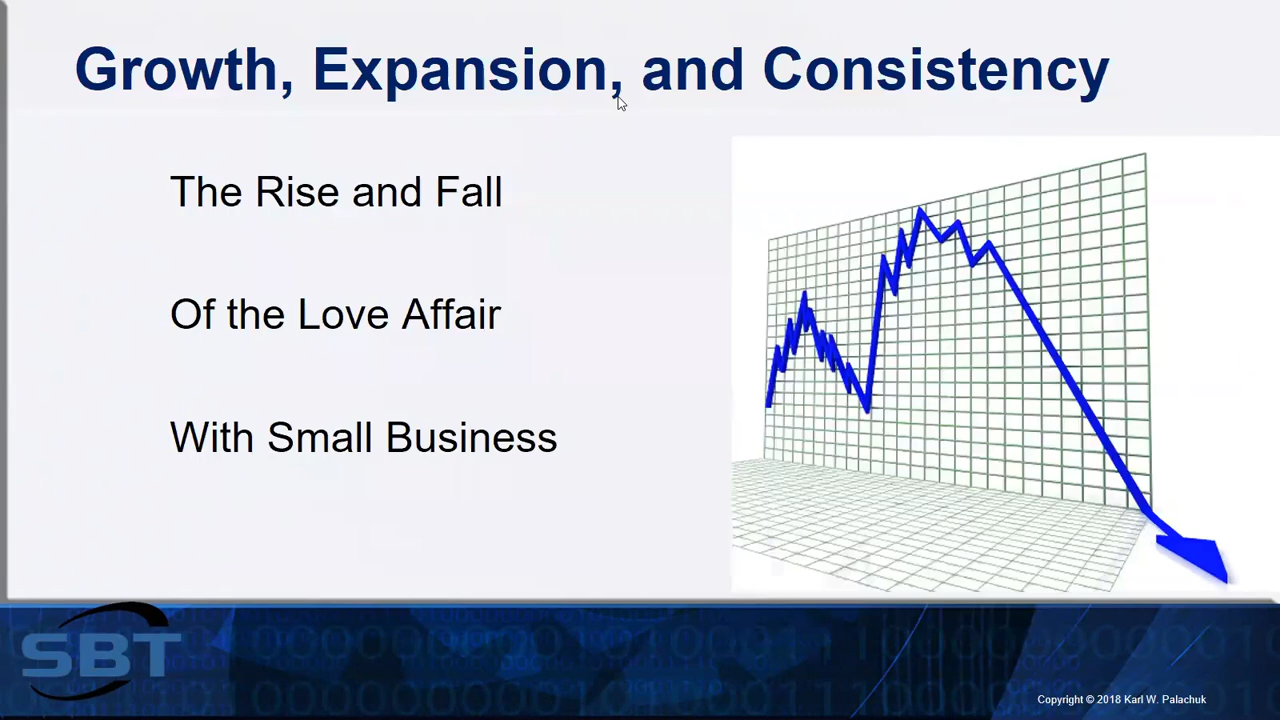 Growth, Expansion, and Consistency
The Rise and Fall
Of the Love Affair
With Small Business
SBT
Copyright © 2018 Karl W. Palachuk